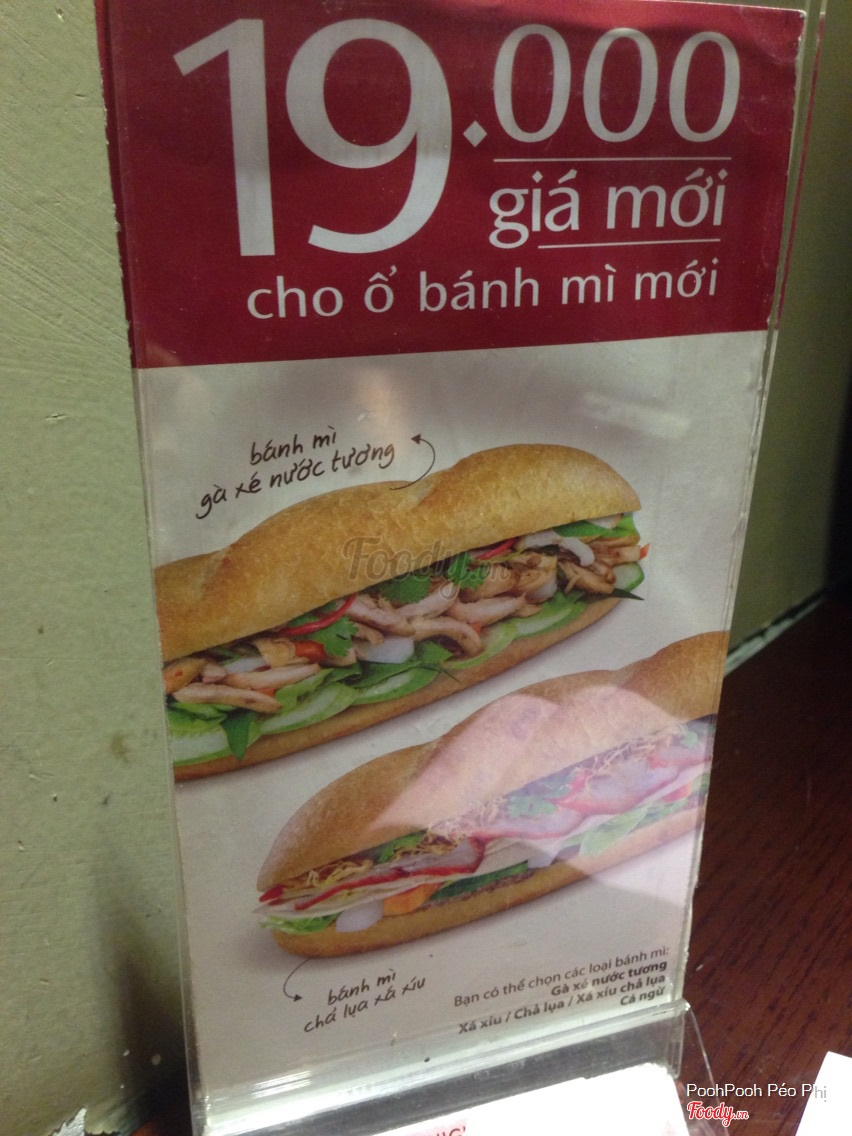 19.000
giá mới
cho ổ bánh mì mới
bánh mì
gà xé nước tương
Foody.vn
bánh mì
chả lụa xá xíu
Bạn có thể chọn các loại bánh mì:
Gà xé nước tương
Xá xíu / Chả lụa / Xá xíu chả lụa
Cá ngừ
PoohPooh Péo Phị
Foody.vn